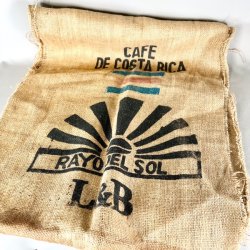 CAFE
DE COSTA RICA
RAYO DEL SOL
L&B